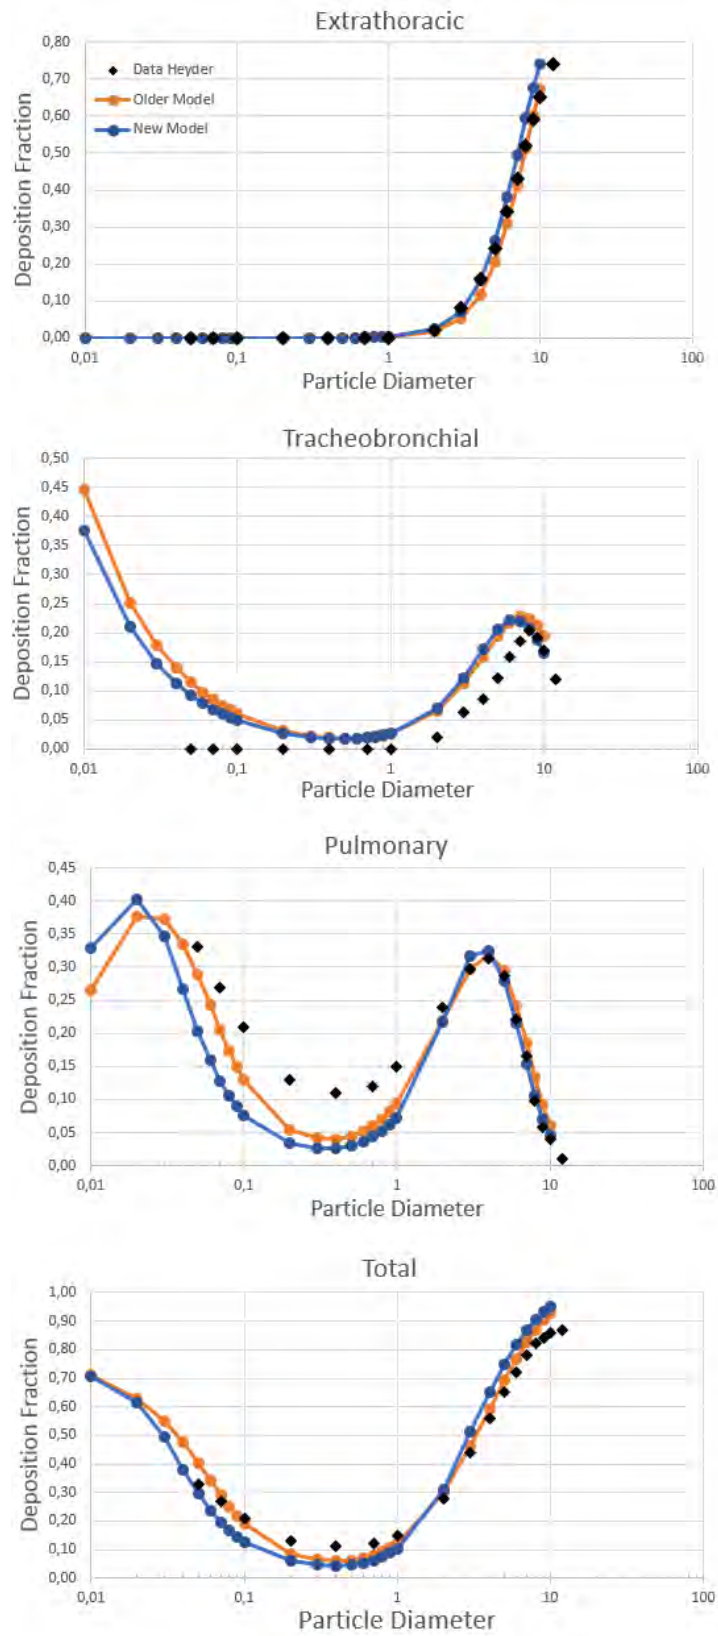 Extrathoracic
0,80
0,70
0,60
0,50
0,40
0,30
0,20
0,10
0,00
Deposition Fraction
Data Heyder
Older Model
New Model
0,01 0,1 1 10 100
Particle Diameter
Tracheobronchial
0,50
0,45
0,40
0,35
0,30
0,25
0,20
0,15
0,10
0,05
0,00
Deposition Fraction
0,01 0,1 1 10 100
Particle Diameter
Pulmonary
0,45
0,40
0,35
0,30
0,25
0,20
0,15
0,10
0,05
0,00
Deposition Fraction
0,01 0,1 1 10 100
Particle Diameter
Total
1,00
0,90
0,80
0,70
0,60
0,50
0,40
0,30
0,20
0,10
0,00
Deposition Fraction
0,01 0,1 1 10 100
Particle Diameter